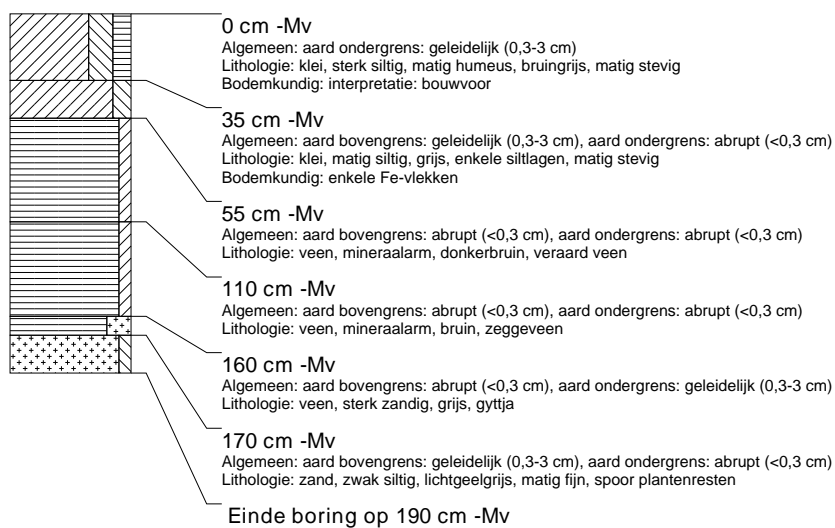 0 cm -Mv
Algemeen: aard ondergrens: geleidelijk (0,3-3 cm)
Lithologie: klei, sterk siltig, matig humeus, bruingrijs, matig stevig
Bodemkundig: interpretatie: bouwvoor
35 cm -Mv
Algemeen: aard bovengrens: geleidelijk (0,3-3 cm), aard ondergrens: abrupt (<0,3 cm)
Lithologie: klei, matig siltig, grijs, enkele siltlagen, matig stevig
Bodemkundig: enkele Fe-vlekken
55 cm -Mv
Algemeen: aard bovengrens: abrupt (<0,3 cm), aard ondergrens: abrupt (<0,3 cm)
Lithologie: veen, mineraalarm, donkerbruin, veraard veen
110 cm -Mv
Algemeen: aard bovengrens: abrupt (<0,3 cm), aard ondergrens: abrupt (<0,3 cm)
Lithologie: veen, mineraalarm, bruin, zeggeveen
160 cm -Mv
Algemeen: aard bovengrens: abrupt (<0,3 cm), aard ondergrens: geleidelijk (0,3-3 cm)
Lithologie: veen, sterk zandig, grijs, gyttja
170 cm -Mv
Algemeen: aard bovengrens: geleidelijk (0,3-3 cm), aard ondergrens: abrupt (<0,3 cm)
Lithologie: zand, zwak siltig, lichtgeelgrijs, matig fijn, spoor plantenresten
Einde boring op 190 cm -Mv